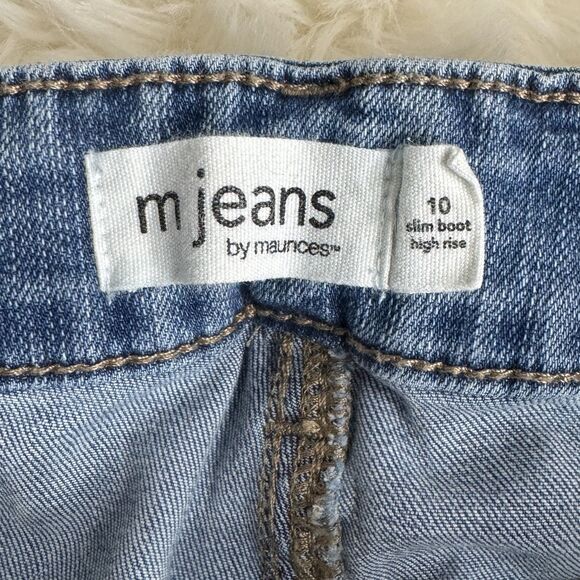 m jeans
by maurices™
10
slim boot
high rise